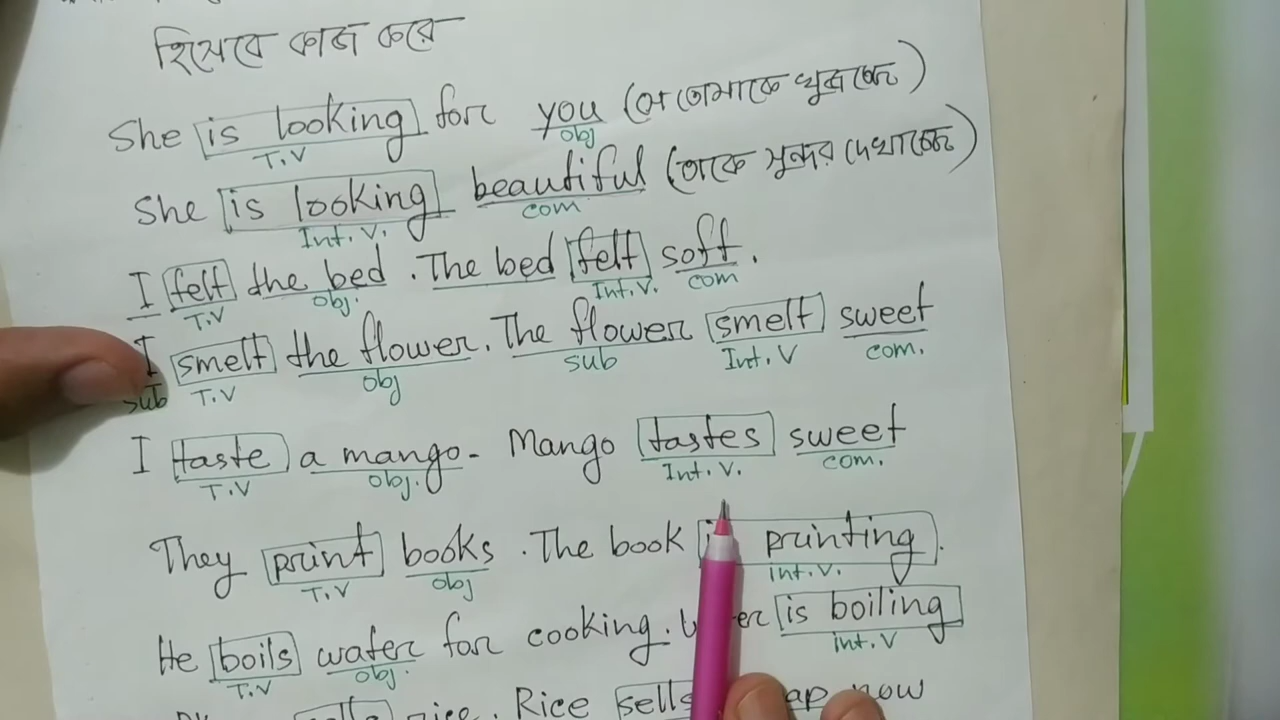 হিসেবে কাজ করে
She is looking for you (সে তোমাকে খুজছে)
T.V obj
She is looking beautiful (তাকে সুন্দর দেখাচ্ছে)
Int. V. com
I felt the bed. The bed felt soft.
T.V obj. Int. V. com
I smelt the flower. The flower smelt sweet
sub T.V obj sub Int. V com.
I taste a mango. Mango tastes sweet
T.V obj. Int. V. com.
They print books. The book printing.
T.V obj int. V.
He boils water for cooking. is boiling
T.V obj. int. V
rice. Rice sells now